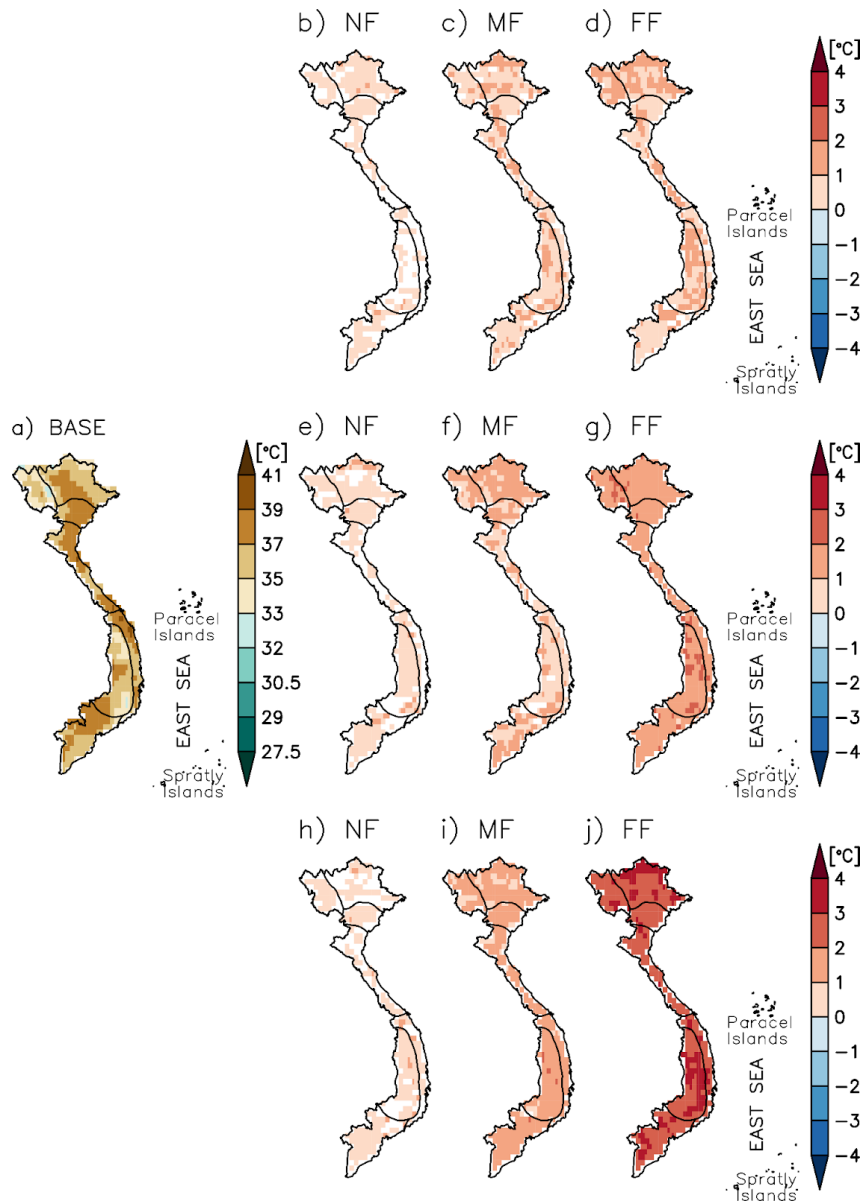 b) NF
c) MF
d) FF
[°C]
4
3
2
1
0
−1
−2
−3
−4
Paracel
Islands
EAST SEA
Spratly
Islands
a) BASE
[°C]
41
39
37
35
33
32
30.5
29
27.5
Paracel
Islands
EAST SEA
Spratly
Islands
e) NF
f) MF
g) FF
[°C]
4
3
2
1
0
−1
−2
−3
−4
Paracel
Islands
EAST SEA
Spratly
Islands
h) NF
i) MF
j) FF
[°C]
4
3
2
1
0
−1
−2
−3
−4
Paracel
Islands
EAST SEA
Spratly
Islands